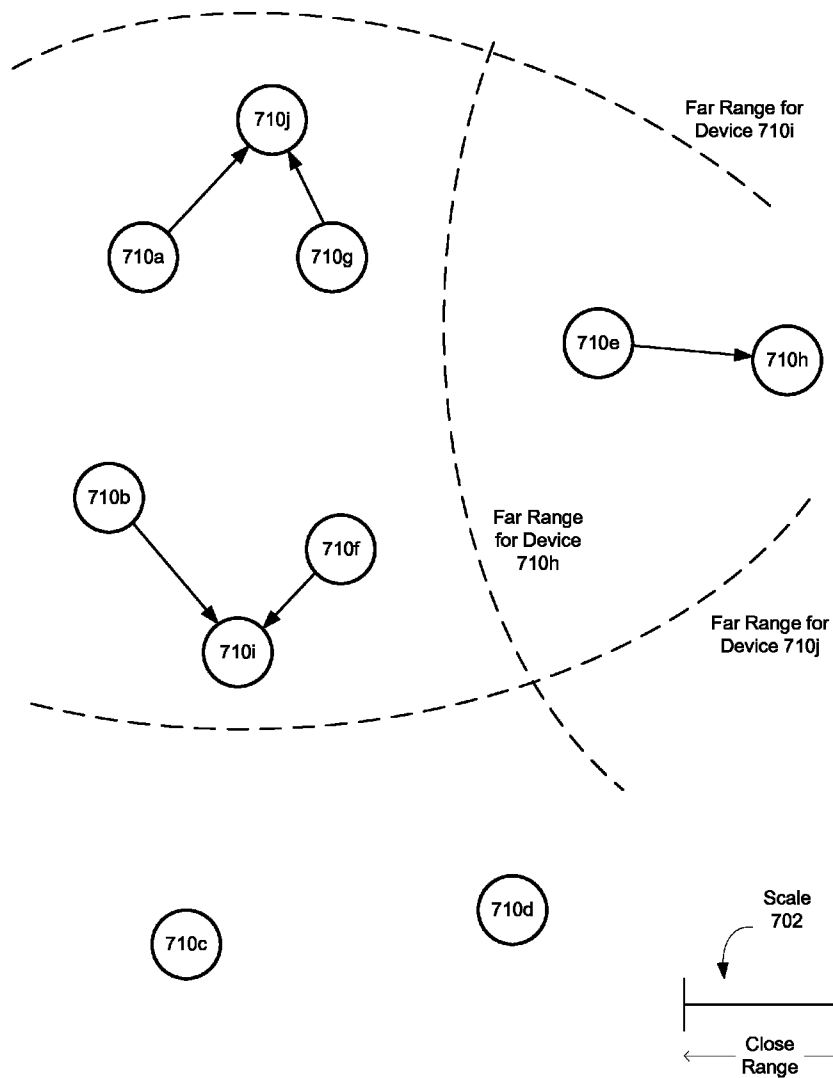 710j
Far Range for
Device 710i
710a
710g
710e
710h
710b
Far Range
for Device
710h
710f
Far Range for
Device 710j
710i
710d
Scale
702
710c
Close
Range